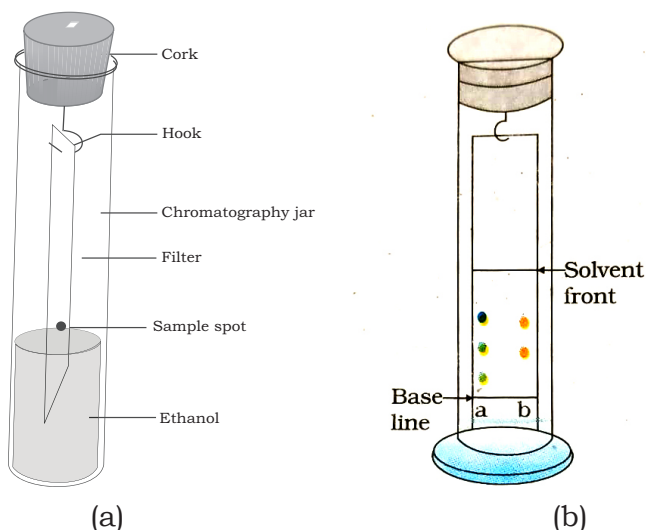 Cork
Hook
Chromatography jar
Filter
Sample spot
Ethanol
(a)
Solvent
front
Base
line
a b
(b)